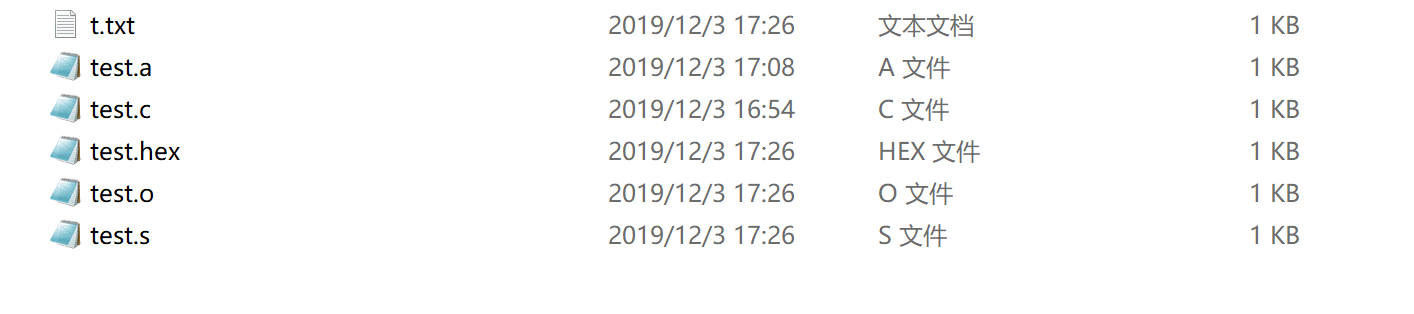 t.txt 2019/12/3 17:26 文本文档 1 KB
test.a 2019/12/3 17:08 A 文件 1 KB
test.c 2019/12/3 16:54 C 文件 1 KB
test.hex 2019/12/3 17:26 HEX 文件 1 KB
test.o 2019/12/3 17:26 O 文件 1 KB
test.s 2019/12/3 17:26 S 文件 1 KB